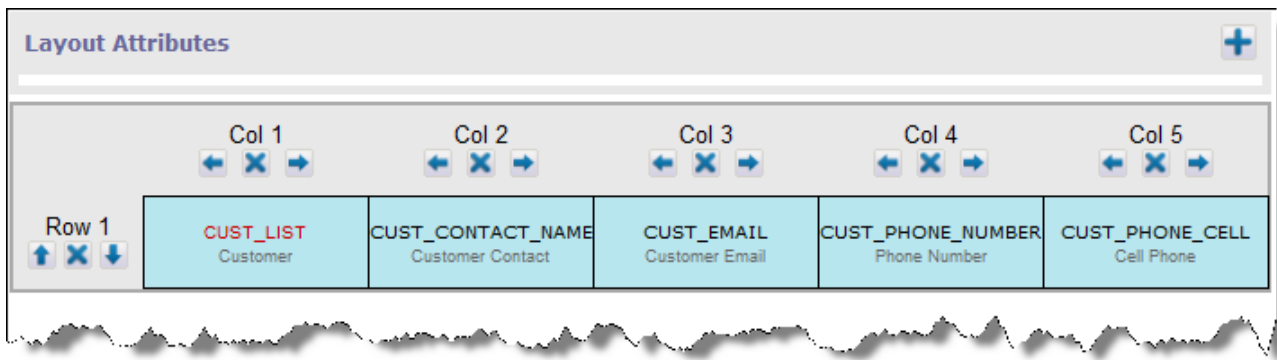 Layout Attributes
Col 1 Col 2 Col 3 Col 4 Col 5
Row 1
CUST_LIST CUST_CONTACT_NAME CUST_EMAIL CUST_PHONE_NUMBER CUST_PHONE_CELL
Customer Customer Contact Customer Email Phone Number Cell Phone